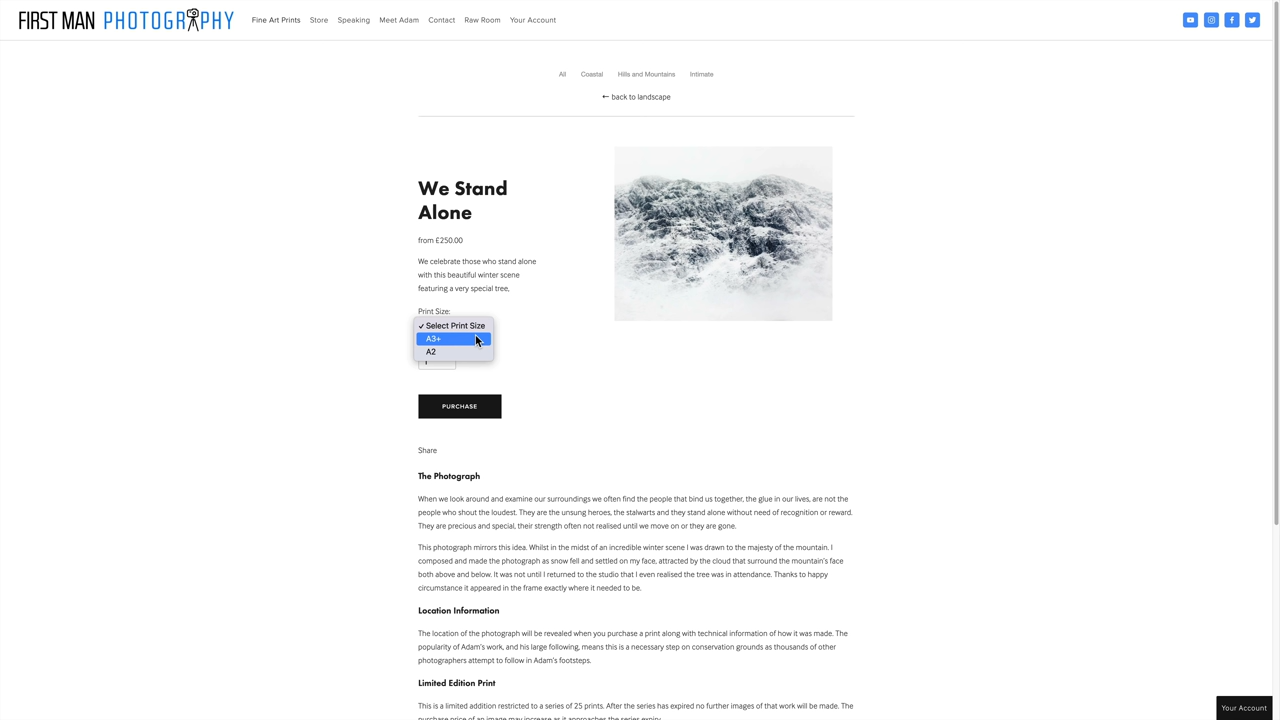 FIRST MAN PHOTOGRAPHY
Fine Art Prints Store Speaking Meet Adam Contact Raw Room Your Account
All Coastal Hills and Mountains Intimate
← back to landscape
We Stand
Alone
from £250.00
We celebrate those who stand alone
with this beautiful winter scene
featuring a very special tree,
Print Size:
✓ Select Print Size
A3+
A2
PURCHASE
Share
The Photograph
When we look around and examine our surroundings we often find the people that bind us together, the glue in our lives, are not the
people who shout the loudest. They are the unsung heroes, the stalwarts and they stand alone without need of recognition or reward.
They are precious and special, their strength often not realised until we move on or they are gone.
This photograph mirrors this idea. Whilst in the midst of an incredible winter scene I was drawn to the majesty of the mountain. I
composed and made the photograph as snow fell and settled on my face, attracted by the cloud that surround the mountain's face
both above and below. It was not until I returned to the studio that I even realised the tree was in attendance. Thanks to happy
circumstance it appeared in the frame exactly where it needed to be.
Location Information
The location of the photograph will be revealed when you purchase a print along with technical information of how it was made. The
popularity of Adam's work, and his large following, means this is a necessary step on conservation grounds as thousands of other
photographers attempt to follow in Adam's footsteps.
Limited Edition Print
This is a limited addition restricted to a series of 25 prints. After the series has expired no further images of that work will be made. The
purchase price of an image may increase as it approaches the series expiry.
Your Account